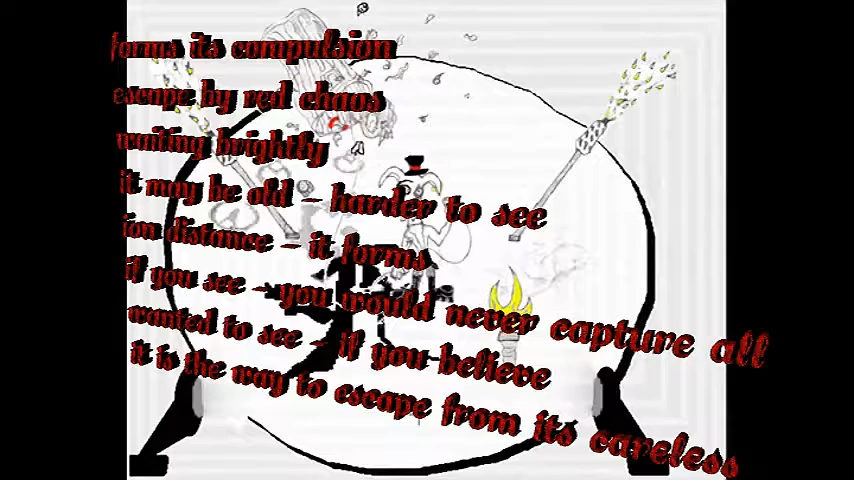 forms its compulsion
escape by red chaos
waiting brightly
it may be old - harder to see
ion distance - it forms
if you see - you would never capture all
wanted to see - if you believe
it is the way to escape from its careless